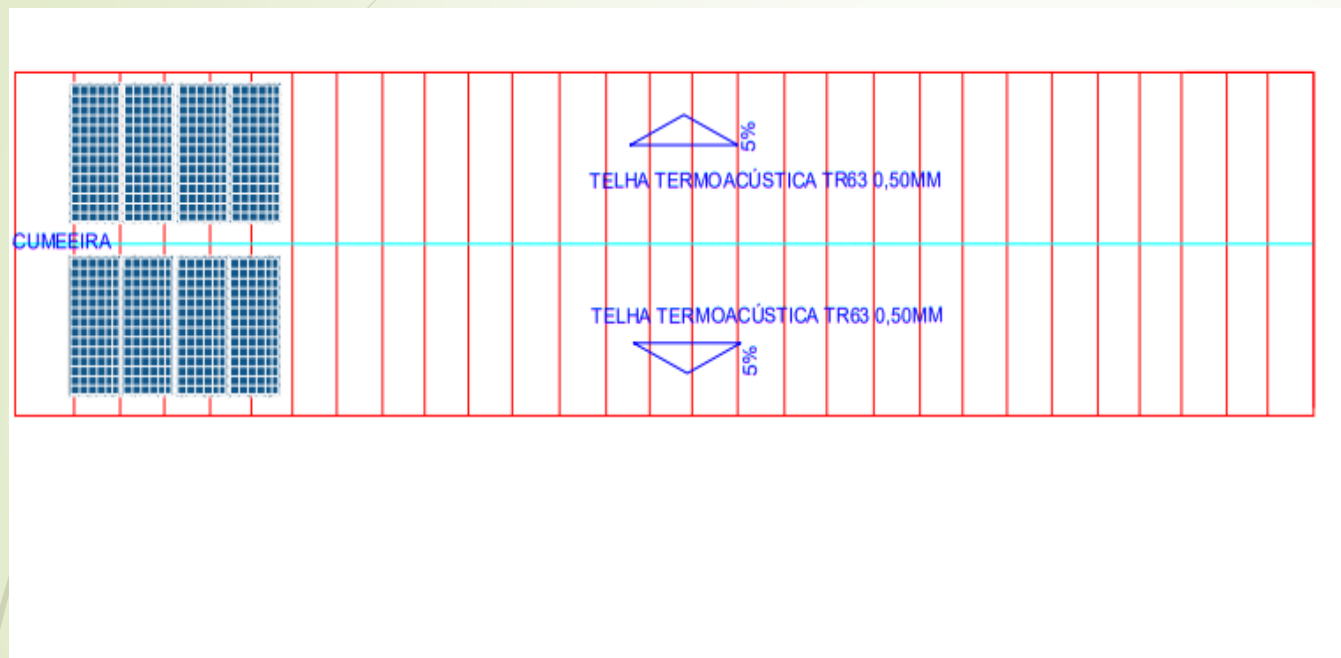 5%
TELHA TERMOACÚSTICA TR63 0,50MM
CUMEEIRA
TELHA TERMOACÚSTICA TR63 0,50MM
5%